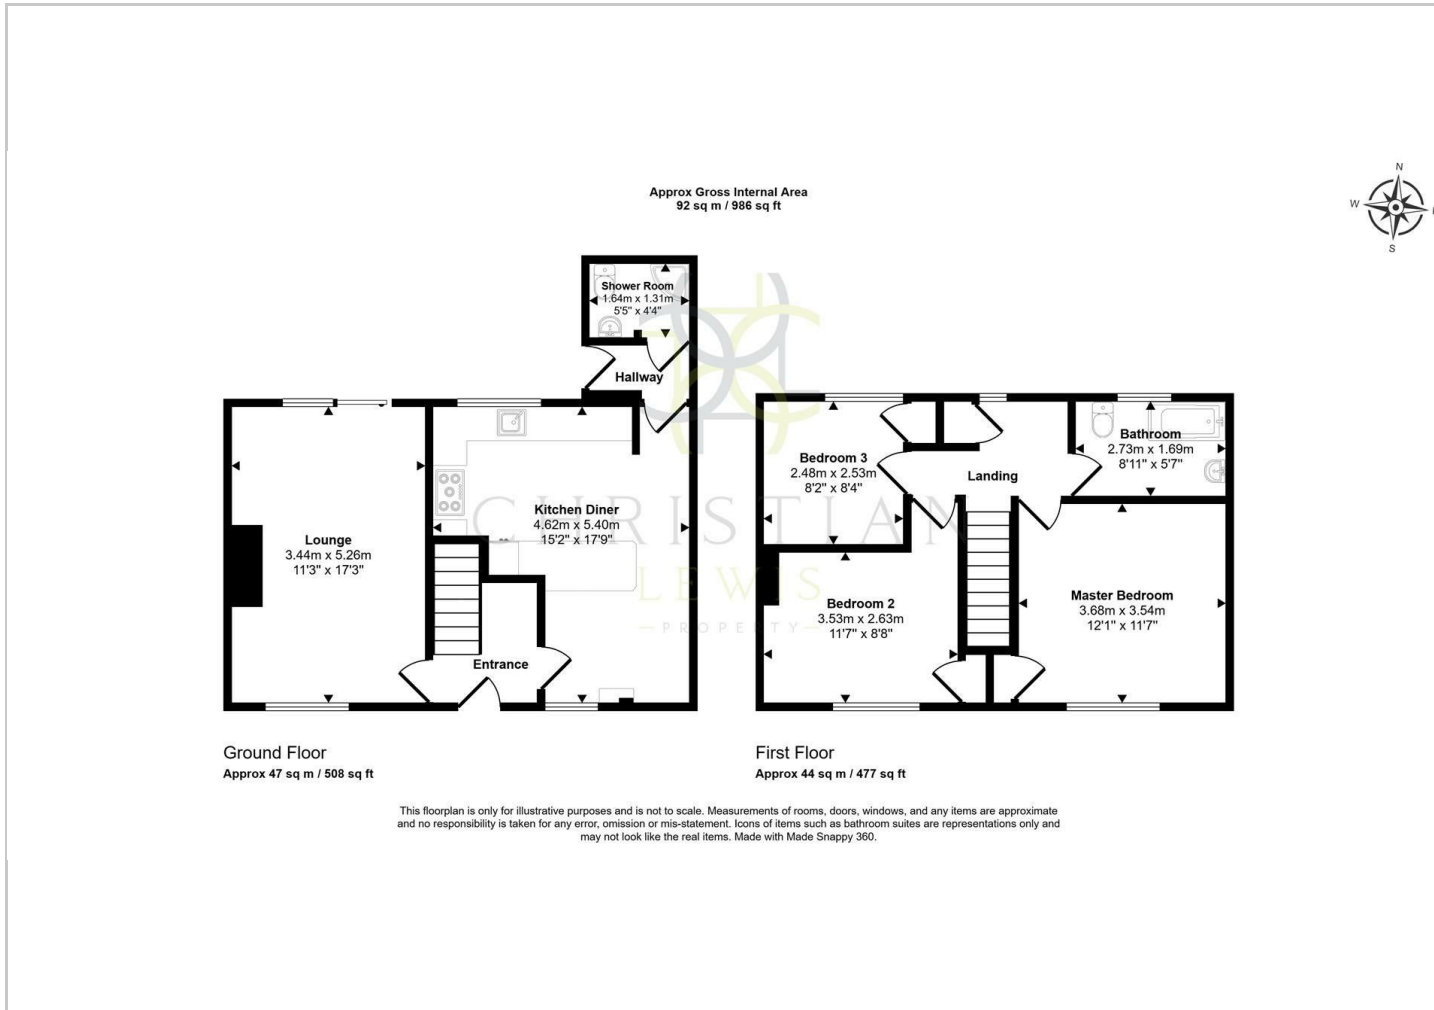 Approx Gross Internal Area
92 sq m / 986 sq ft
N
W
S
Shower Room
1.64m x 1.31m
5'5" x 4'4"
Hallway
Kitchen Diner
4.62m x 5.40m
15'2" x 17'9"
Lounge
3.44m x 5.26m
11'3" x 17'3"
Entrance
Bedroom 3
2.48m x 2.53m
8'2" x 8'4"
Landing
Bathroom
2.73m x 1.69m
8'11" x 5'7"
Bedroom 2
3.53m x 2.63m
11'7" x 8'8"
Master Bedroom
3.68m x 3.54m
12'1" x 11'7"
CHRISTIAN
LEWIS
PROPERTY
Ground Floor
Approx 47 sq m / 508 sq ft
First Floor
Approx 44 sq m / 477 sq ft
This floorplan is only for illustrative purposes and is not to scale. Measurements of rooms, doors, windows, and any items are approximate
and no responsibility is taken for any error, omission or mis-statement. Icons of items such as bathroom suites are representations only and
may not look like the real items. Made with Made Snappy 360.